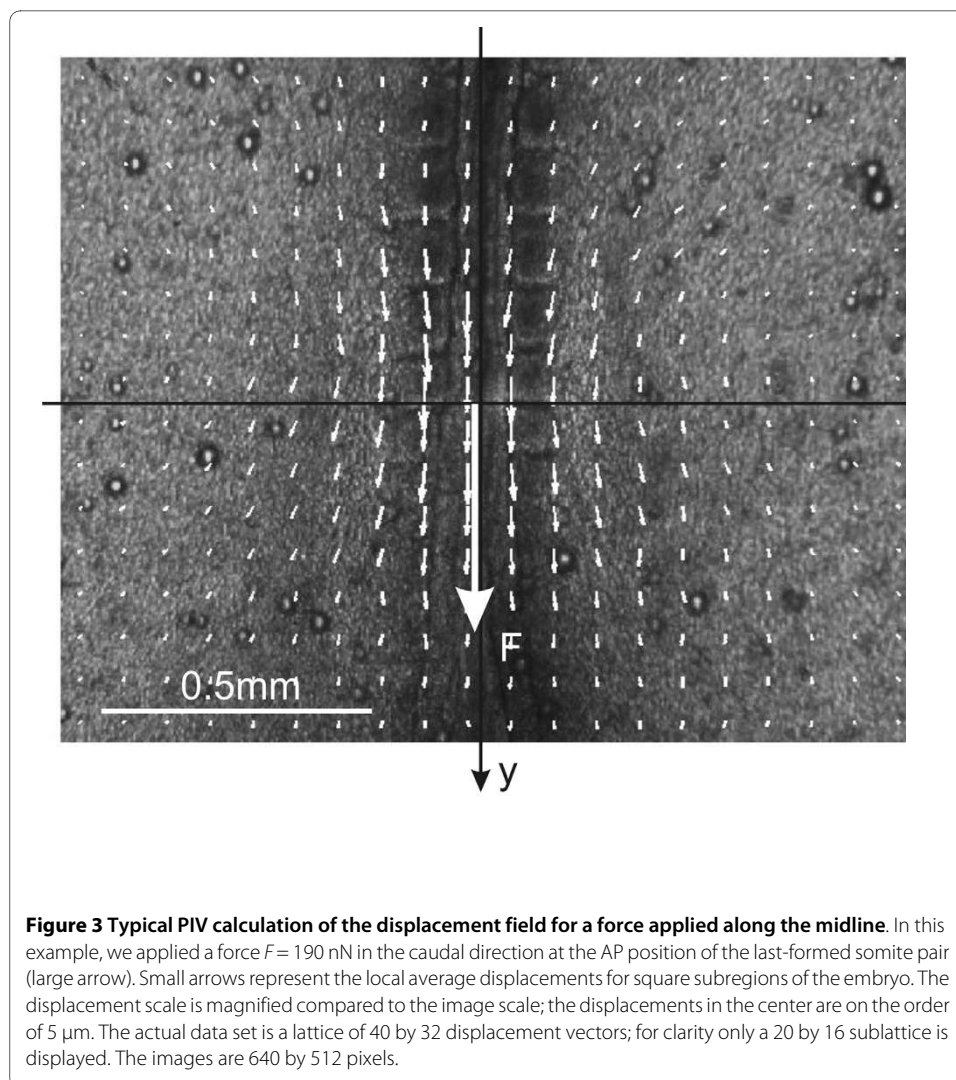 F
0.5mm
y
Figure 3 Typical PIV calculation of the displacement field for a force applied along the midline. In this
example, we applied a force F = 190 nN in the caudal direction at the AP position of the last-formed somite pair
(large arrow). Small arrows represent the local average displacements for square subregions of the embryo. The
displacement scale is magnified compared to the image scale; the displacements in the center are on the order
of 5 μm. The actual data set is a lattice of 40 by 32 displacement vectors; for clarity only a 20 by 16 sublattice is
displayed. The images are 640 by 512 pixels.